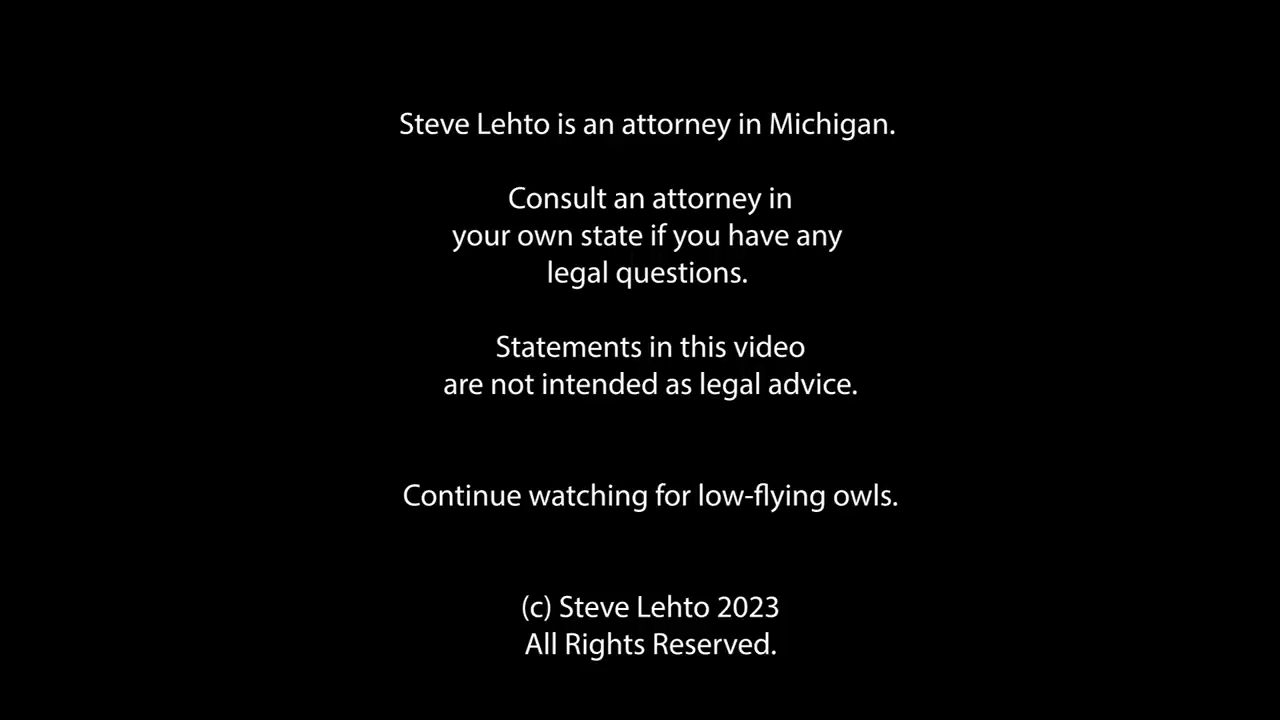 Steve Lehto is an attorney in Michigan.
Consult an attorney in
your own state if you have any
legal questions.
Statements in this video
are not intended as legal advice.
Continue watching for low-flying owls.
(c) Steve Lehto 2023
All Rights Reserved.